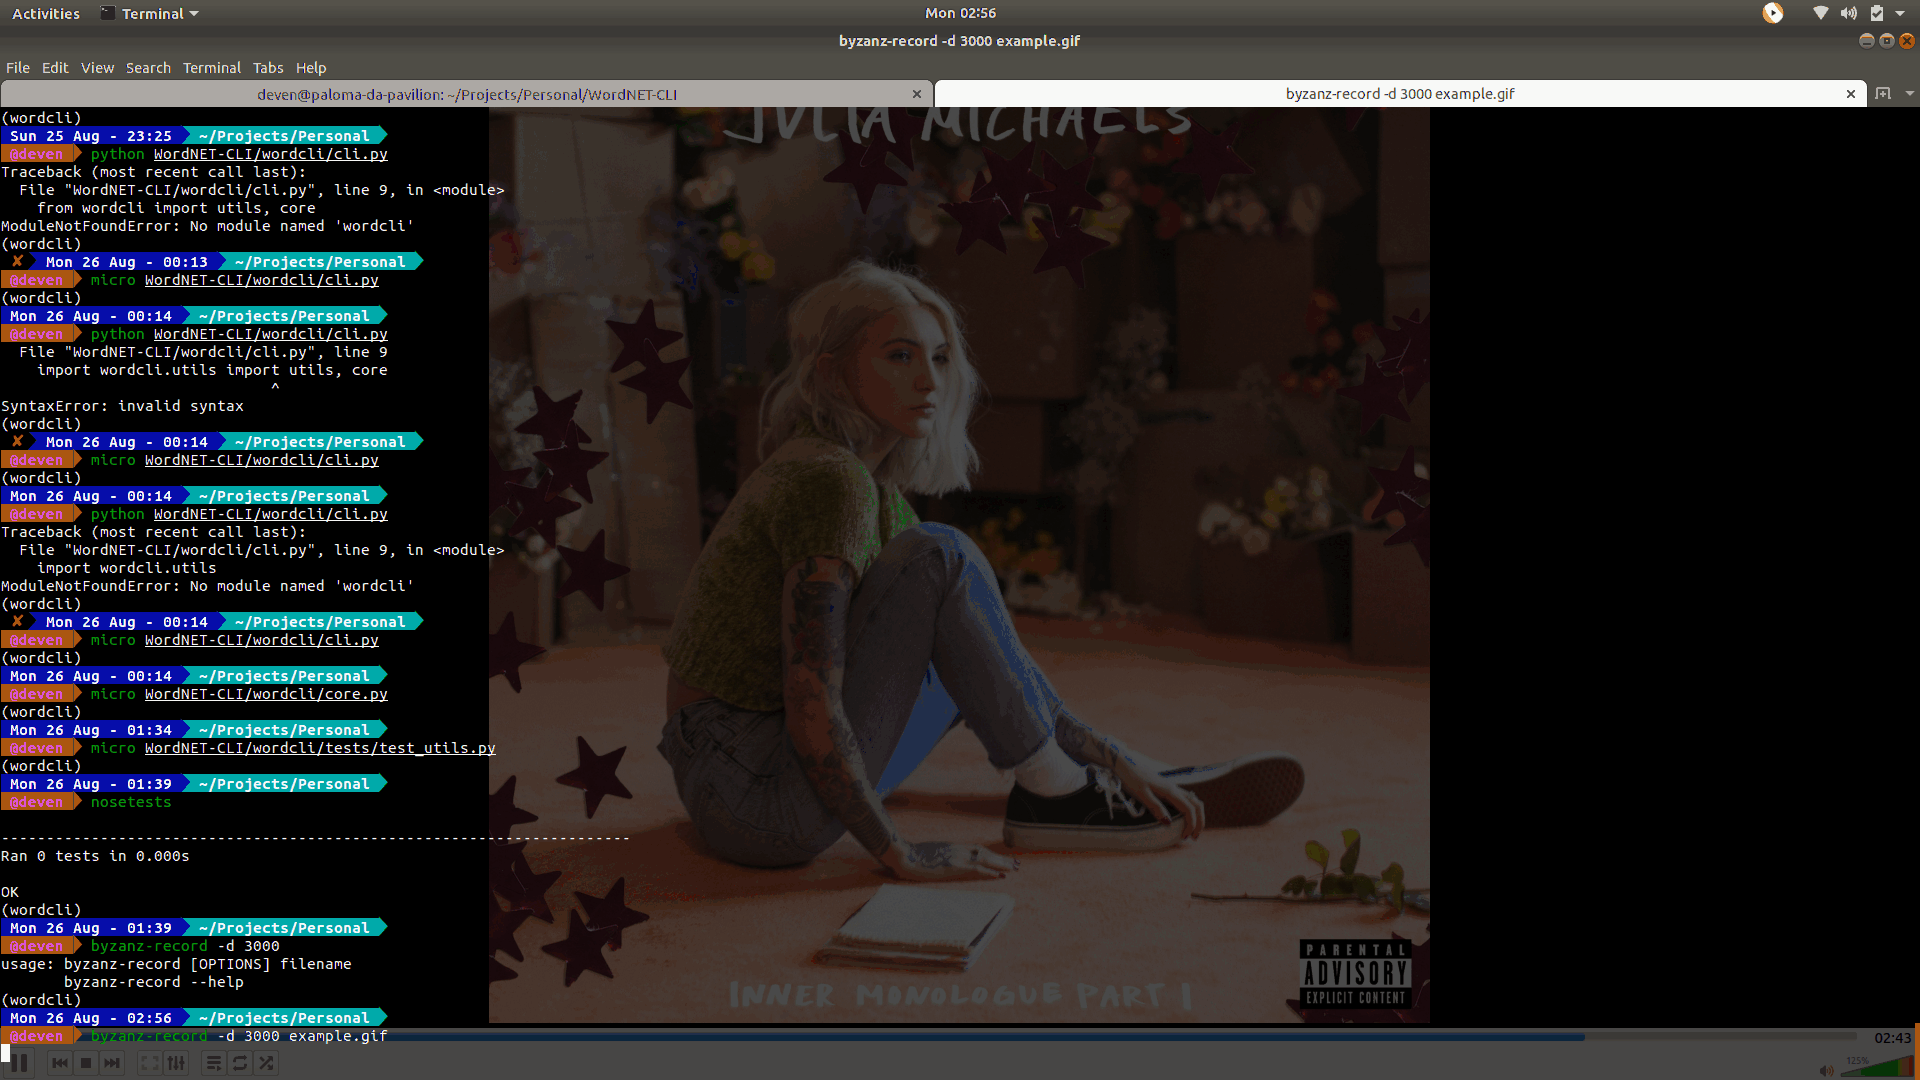 Activities Terminal Mon 02:56
byzanz-record -d 3000 example.gif
File Edit View Search Terminal Tabs Help
deven@paloma-da-pavilion: ~/Projects/Personal/WordNET-CLI byzanz-record -d 3000 example.gif
JULIA MICHAELS
(wordcli)
Sun 25 Aug - 23:25 ~/Projects/Personal
@deven python WordNET-CLI/wordcli/cli.py
Traceback (most recent call last):
File "WordNET-CLI/wordcli/cli.py", line 9, in <module>
from wordcli import utils, core
ModuleNotFoundError: No module named 'wordcli'
(wordcli)
✘ Mon 26 Aug - 00:13 ~/Projects/Personal
@deven micro WordNET-CLI/wordcli/cli.py
(wordcli)
Mon 26 Aug - 00:14 ~/Projects/Personal
@deven python WordNET-CLI/wordcli/cli.py
File "WordNET-CLI/wordcli/cli.py", line 9
import wordcli.utils import utils, core
^
SyntaxError: invalid syntax
(wordcli)
✘ Mon 26 Aug - 00:14 ~/Projects/Personal
@deven micro WordNET-CLI/wordcli/cli.py
(wordcli)
Mon 26 Aug - 00:14 ~/Projects/Personal
@deven python WordNET-CLI/wordcli/cli.py
Traceback (most recent call last):
File "WordNET-CLI/wordcli/cli.py", line 9, in <module>
import wordcli.utils
ModuleNotFoundError: No module named 'wordcli'
(wordcli)
✘ Mon 26 Aug - 00:14 ~/Projects/Personal
@deven micro WordNET-CLI/wordcli/cli.py
(wordcli)
Mon 26 Aug - 00:14 ~/Projects/Personal
@deven micro WordNET-CLI/wordcli/core.py
(wordcli)
Mon 26 Aug - 01:34 ~/Projects/Personal
@deven micro WordNET-CLI/wordcli/tests/test_utils.py
(wordcli)
Mon 26 Aug - 01:39 ~/Projects/Personal
@deven nosetests
----------------------------------------------------------------------
Ran 0 tests in 0.000s
OK
(wordcli)
Mon 26 Aug - 01:39 ~/Projects/Personal
@deven byzanz-record -d 3000
usage: byzanz-record [OPTIONS] filename
byzanz-record --help
(wordcli)
Mon 26 Aug - 02:56 ~/Projects/Personal
@deven byzanz-record -d 3000 example.gif
PARENTAL
ADVISORY
EXPLICIT CONTENT
INNER MONOLOGUE PART 1
02:43
125%